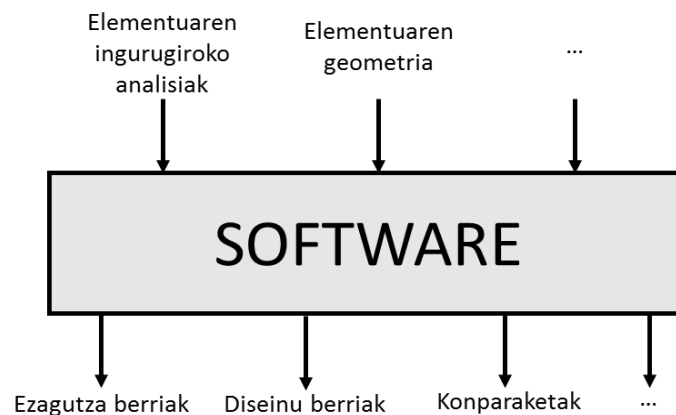 Elementuaren
ingurugiroko
analisiak
Elementuaren
geometria
...
SOFTWARE
Ezagutza berriak
Diseinu berriak
Konparaketak
...